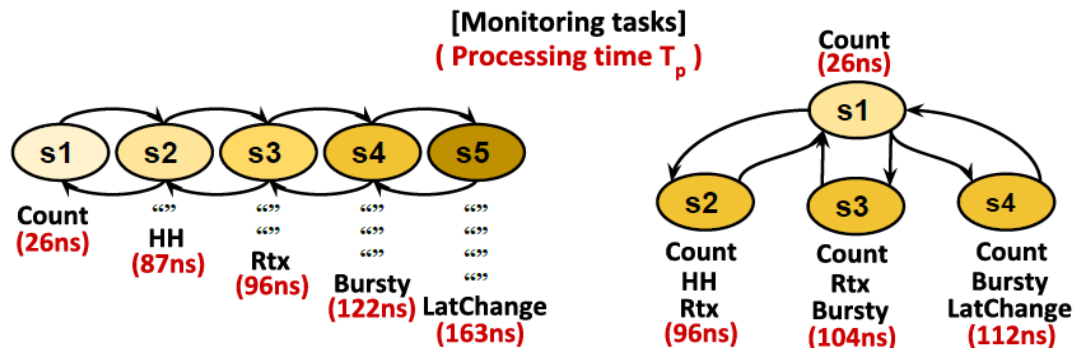 [Monitoring tasks]
( Processing time Tp )
s1
s2
s3
s4
s5
Count
(26ns)
“”
HH
(87ns)
“”
“”
Rtx
(96ns)
“”
“”
“”
Bursty
(122ns)
“”
“”
“”
“”
LatChange
(163ns)
Count
(26ns)
s1
s2
s3
s4
Count
HH
Rtx
(96ns)
Count
Rtx
Bursty
(104ns)
Count
Bursty
LatChange
(112ns)